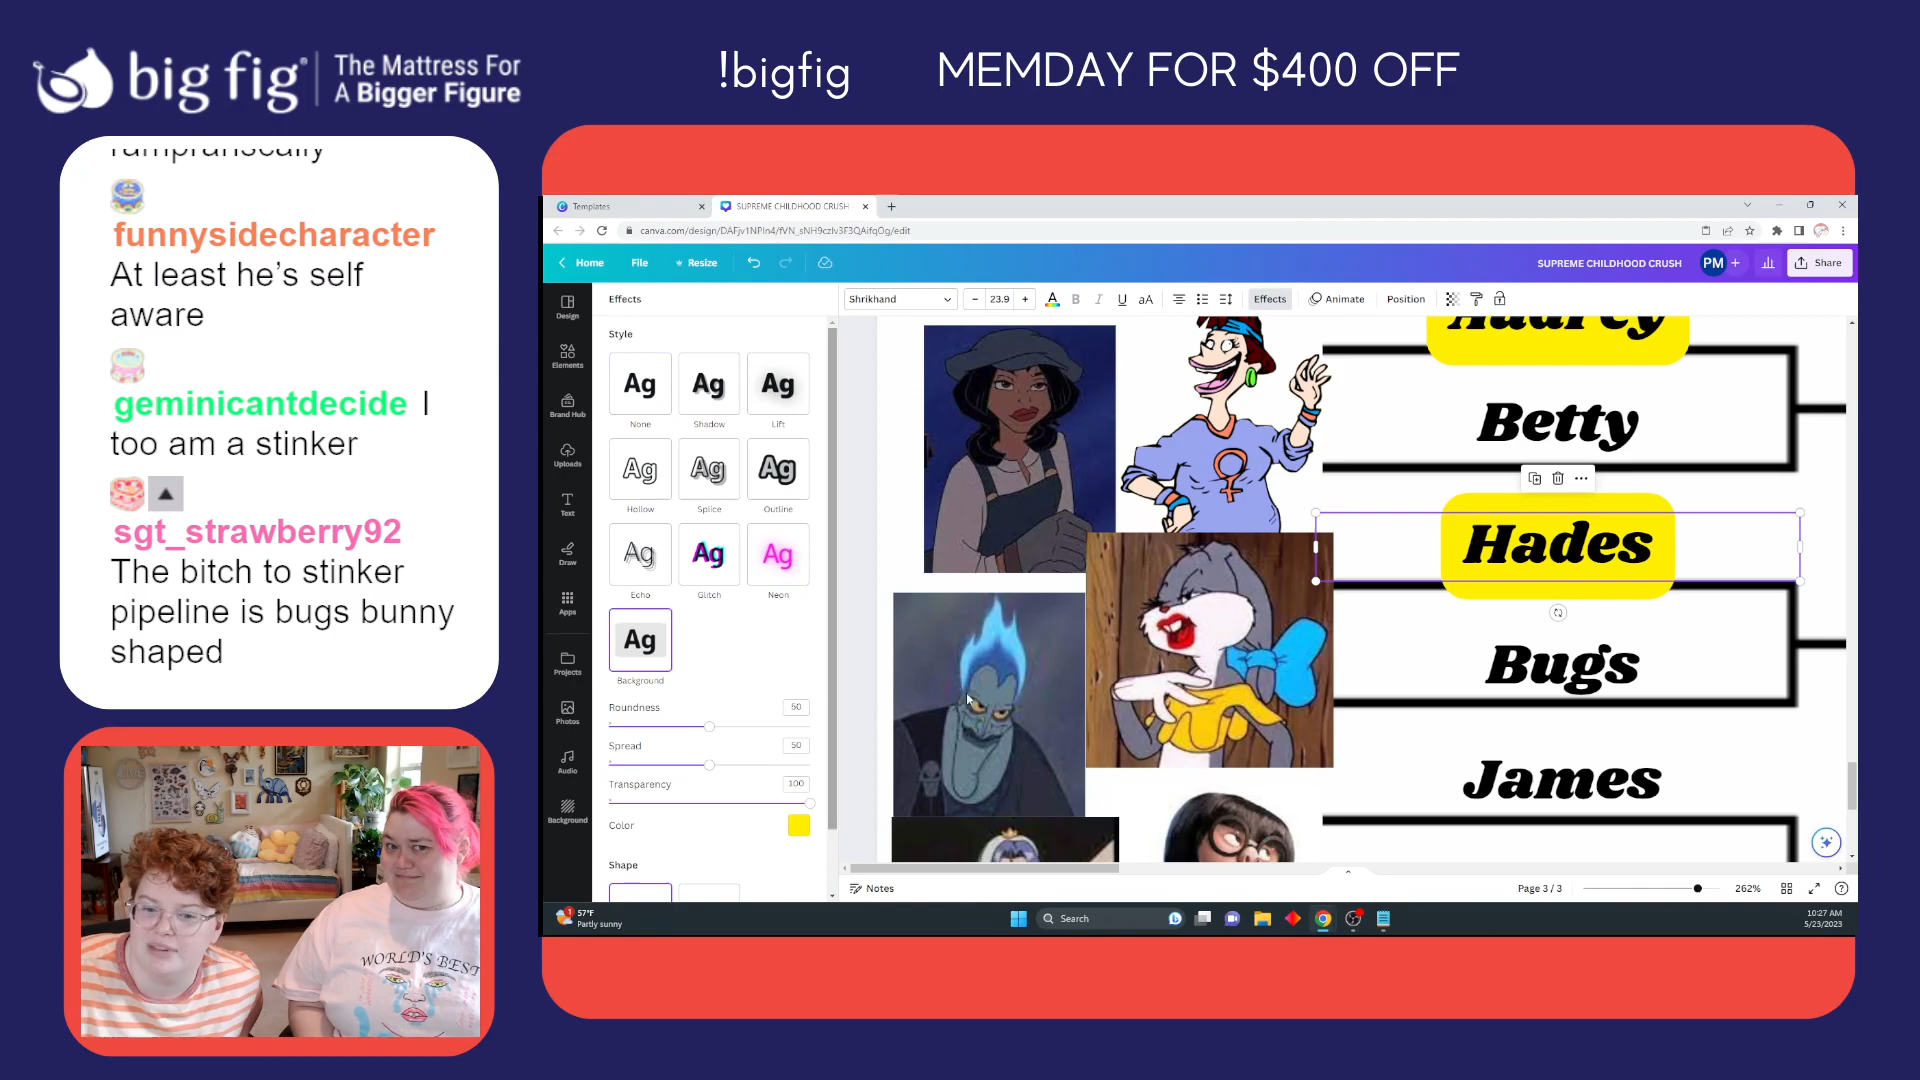 big fig
The Mattress For
A Bigger Figure
!bigfig
MEMDAY FOR $400 OFF
funnysidecharacter
At least he's self
aware
geminicantdecide I
too am a stinker
sgt_strawberry92
The bitch to stinker
pipeline is bugs bunny
shaped
WORLD'S BEST
Templates
SUPREME CHILDHOOD CRUSH
canva.com/design/DAFjv1NPIn4/fVN_sNH9czIv3F3QAifqOg/edit
Home
File
Resize
SUPREME CHILDHOOD CRUSH
PM
Share
Design
Elements
Brand Hub
Uploads
Text
Draw
Apps
Projects
Photos
Audio
Background
Effects
Shrikhand
23.9
A
B
I
U
aA
Effects
Animate
Position
Style
Ag
Ag
Ag
None
Shadow
Lift
Ag
Ag
Ag
Hollow
Splice
Outline
Ag
Ag
Ag
Echo
Glitch
Neon
Ag
Background
Roundness
50
Spread
50
Transparency
100
Color
Shape
Audrey
Betty
Hades
Bugs
James
Notes
Page 3 / 3
262%
57°F
Partly sunny
Search
10:27 AM
5/23/2023